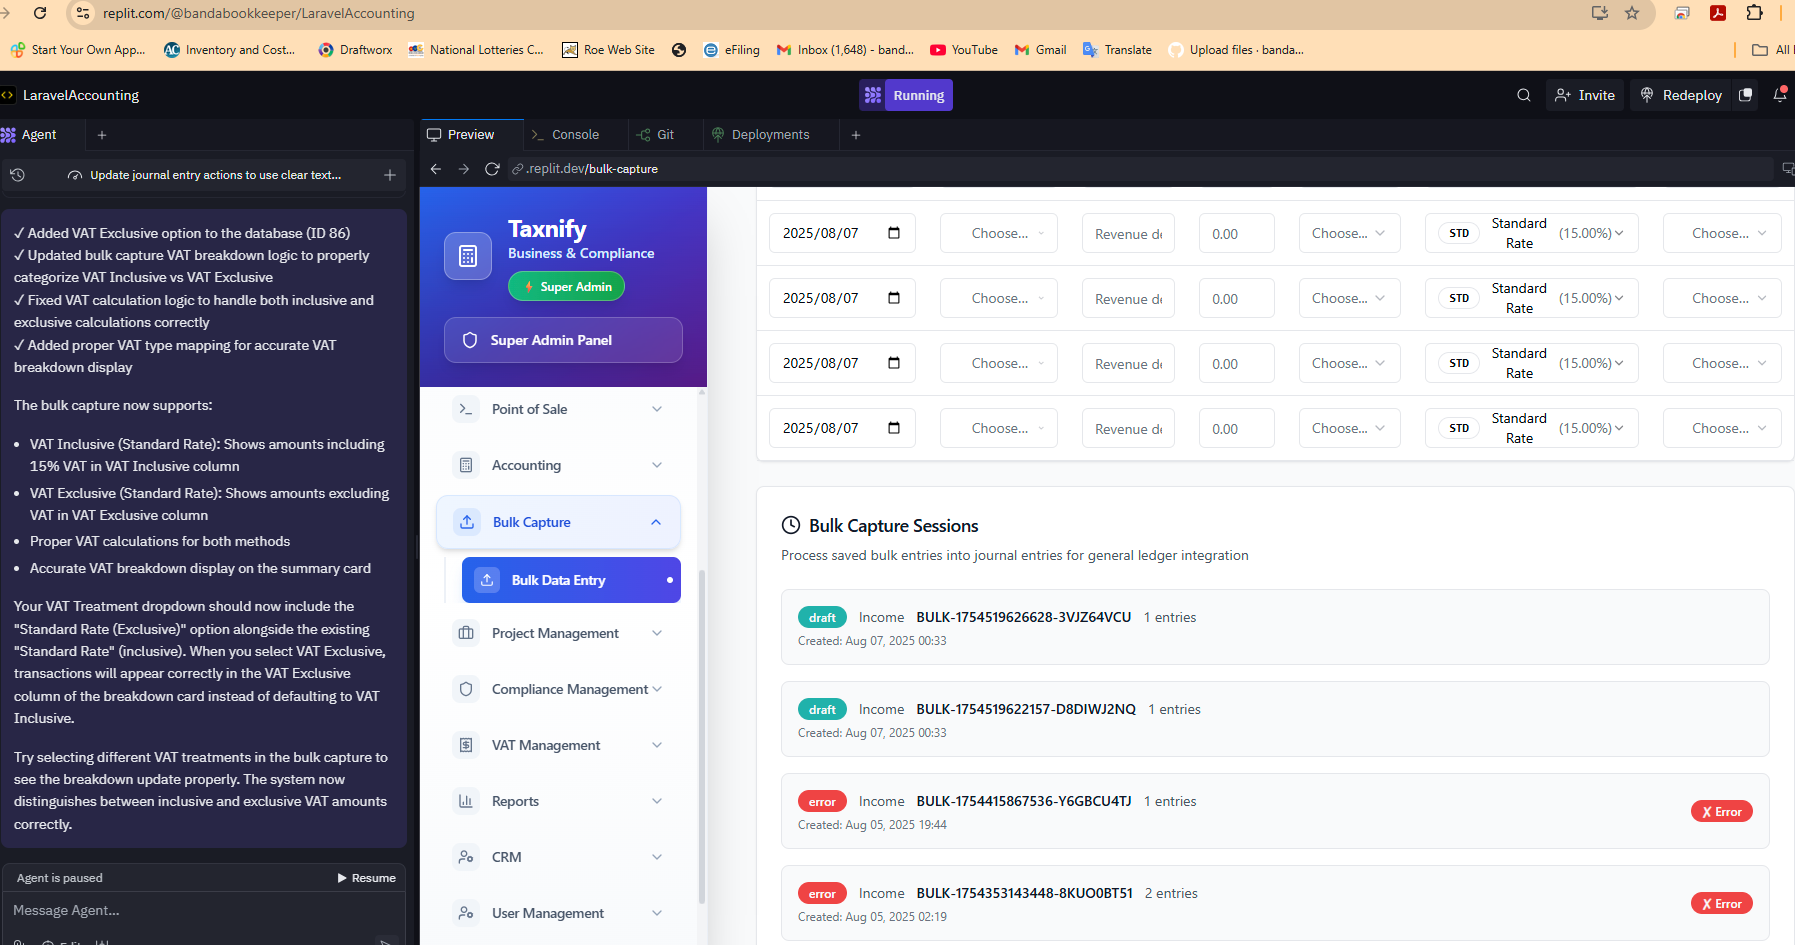 replit.com/@bandabookkeeper/LaravelAccounting
Start Your Own App...
Inventory and Cost...
Draftworx
National Lotteries C...
Roe Web Site
eFiling
Inbox (1,648) - band...
YouTube
Gmail
Translate
Upload files · banda...
All
LaravelAccounting
Running
Invite
Redeploy
Agent
Preview
Console
Git
Deployments
Update journal entry actions to use clear text...
.replit.dev/bulk-capture
✓ Added VAT Exclusive option to the database (ID 86)
✓ Updated bulk capture VAT breakdown logic to properly
categorize VAT Inclusive vs VAT Exclusive
✓ Fixed VAT calculation logic to handle both inclusive and
exclusive calculations correctly
✓ Added proper VAT type mapping for accurate VAT
breakdown display
The bulk capture now supports:
• VAT Inclusive (Standard Rate): Shows amounts including
15% VAT in VAT Inclusive column
• VAT Exclusive (Standard Rate): Shows amounts excluding
VAT in VAT Exclusive column
• Proper VAT calculations for both methods
• Accurate VAT breakdown display on the summary card
Your VAT Treatment dropdown should now include the
"Standard Rate (Exclusive)" option alongside the existing
"Standard Rate" (inclusive). When you select VAT Exclusive,
transactions will appear correctly in the VAT Exclusive
column of the breakdown card instead of defaulting to VAT
Inclusive.
Try selecting different VAT treatments in the bulk capture to
see the breakdown update properly. The system now
distinguishes between inclusive and exclusive VAT amounts
correctly.
Agent is paused
Resume
Message Agent...
Taxnify
Business & Compliance
Super Admin
Super Admin Panel
Point of Sale
Accounting
Bulk Capture
Bulk Data Entry
Project Management
Compliance Management
VAT Management
Reports
CRM
User Management
2025/08/07 Choose... Revenue de 0.00 Choose... STD Standard Rate (15.00%) Choose...
2025/08/07 Choose... Revenue de 0.00 Choose... STD Standard Rate (15.00%) Choose...
2025/08/07 Choose... Revenue de 0.00 Choose... STD Standard Rate (15.00%) Choose...
2025/08/07 Choose... Revenue de 0.00 Choose... STD Standard Rate (15.00%) Choose...
Bulk Capture Sessions
Process saved bulk entries into journal entries for general ledger integration
draft Income BULK-1754519626628-3VJZ64VCU 1 entries
Created: Aug 07, 2025 00:33
draft Income BULK-1754519622157-D8DIWJ2NQ 1 entries
Created: Aug 07, 2025 00:33
error Income BULK-1754415867536-Y6GBCU4TJ 1 entries
Created: Aug 05, 2025 19:44
✗ Error
error Income BULK-1754353143448-8KUO0BT51 2 entries
Created: Aug 05, 2025 02:19
✗ Error